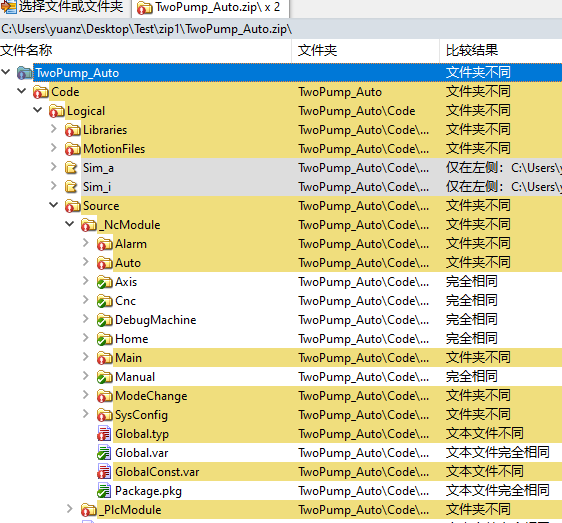 选择文件或文件夹 TwoPump_Auto.zip\ x 2
C:\Users\yuanz\Desktop\Test\zip1\TwoPump_Auto.zip\
文件名称 文件夹 比较结果
TwoPump_Auto 文件夹不同
Code TwoPump_Auto 文件夹不同
Logical TwoPump_Auto\Code 文件夹不同
Libraries TwoPump_Auto\Code\... 文件夹不同
MotionFiles TwoPump_Auto\Code\... 文件夹不同
Sim_a TwoPump_Auto\Code\... 仅在左侧: C:\Users\y
Sim_i TwoPump_Auto\Code\... 仅在左侧: C:\Users\y
Source TwoPump_Auto\Code\... 文件夹不同
_NcModule TwoPump_Auto\Code\... 文件夹不同
Alarm TwoPump_Auto\Code\... 文件夹不同
Auto TwoPump_Auto\Code\... 文件夹不同
Axis TwoPump_Auto\Code\... 完全相同
Cnc TwoPump_Auto\Code\... 完全相同
DebugMachine TwoPump_Auto\Code\... 完全相同
Home TwoPump_Auto\Code\... 完全相同
Main TwoPump_Auto\Code\... 文件夹不同
Manual TwoPump_Auto\Code\... 完全相同
ModeChange TwoPump_Auto\Code\... 文件夹不同
SysConfig TwoPump_Auto\Code\... 文件夹不同
Global.typ TwoPump_Auto\Code\... 文本文件不同
Global.var TwoPump_Auto\Code\... 文本文件完全相同
GlobalConst.var TwoPump_Auto\Code\... 文本文件不同
Package.pkg TwoPump_Auto\Code\... 文本文件完全相同
_PlcModule TwoPump_Auto\Code\... 文件夹不同